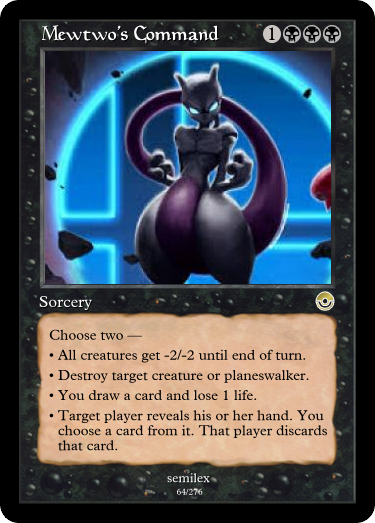 Mewtwo's Command 1
Sorcery
Choose two —
• All creatures get -2/-2 until end of turn.
• Destroy target creature or planeswalker.
• You draw a card and lose 1 life.
• Target player reveals his or her hand. You
choose a card from it. That player discards
that card.
semilex
64/276